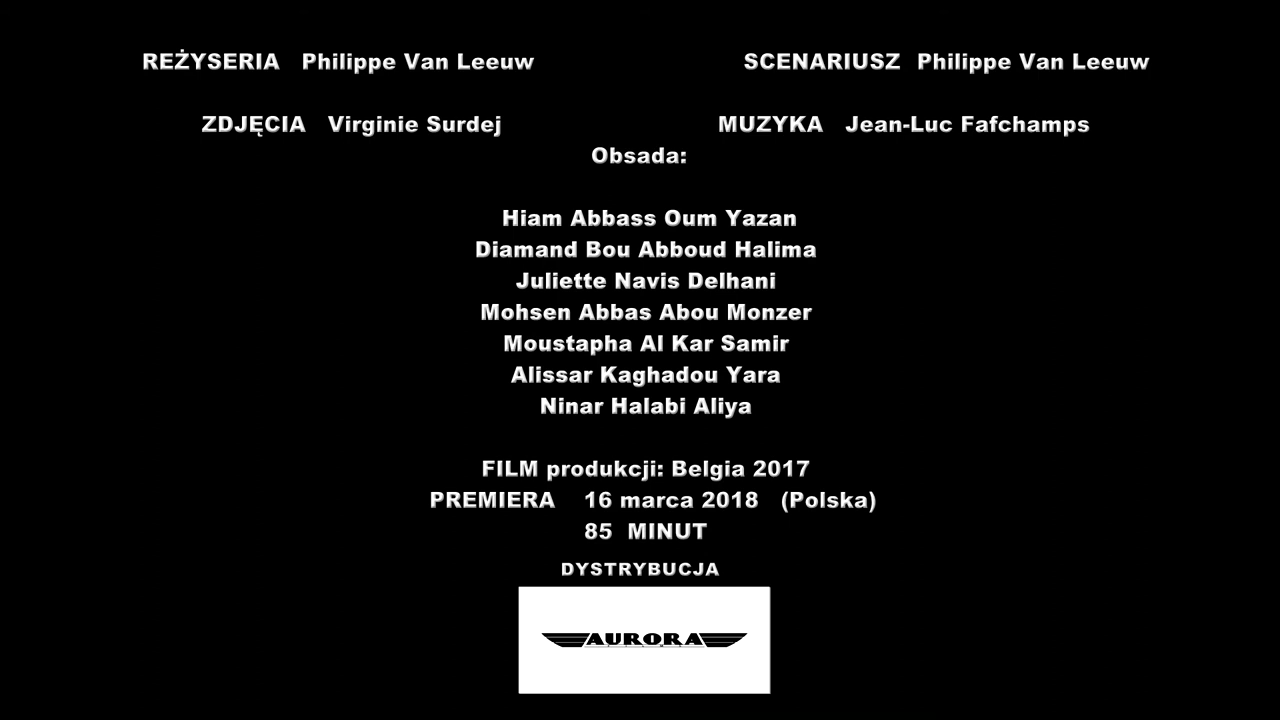 REŻYSERIA Philippe Van Leeuw SCENARIUSZ Philippe Van Leeuw
ZDJĘCIA Virginie Surdej MUZYKA Jean-Luc Fafchamps
Obsada:
Hiam Abbass Oum Yazan
Diamand Bou Abboud Halima
Juliette Navis Delhani
Mohsen Abbas Abou Monzer
Moustapha Al Kar Samir
Alissar Kaghadou Yara
Ninar Halabi Aliya
FILM produkcji: Belgia 2017
PREMIERA 16 marca 2018 (Polska)
85 MINUT
DYSTRYBUCJA
AURORA